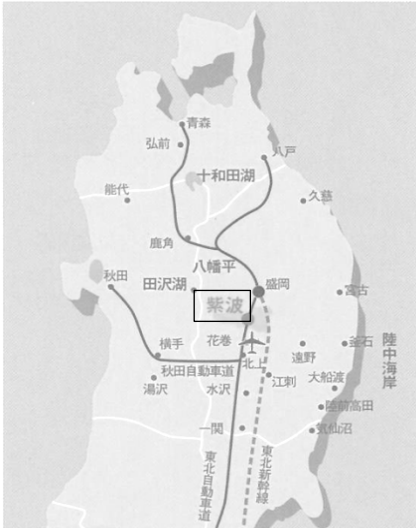 青森
弘前
八戸
十和田湖
能代
久慈
鹿角
八幡平
秋田
田沢湖
盛岡
宮古
紫波
花巻
横手
遠野
釜石
北上
秋田自動車道
湯沢
水沢
江刺
大船渡
陸中海岸
陸前高田
一関
気仙沼
東北自動車道
東北新幹線